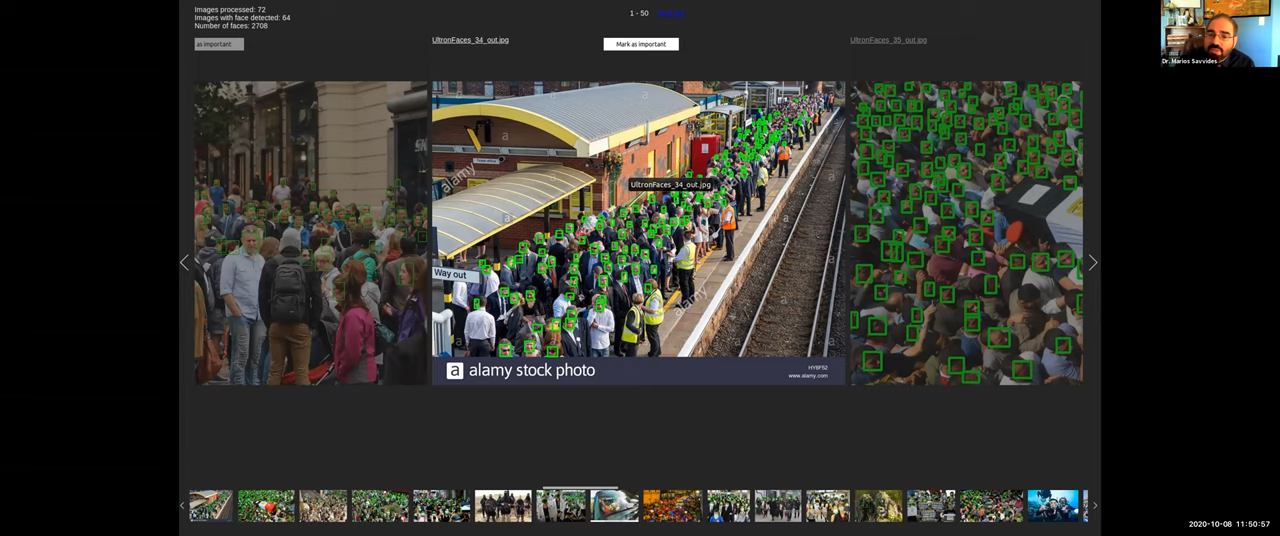 Images processed: 72
Images with face detected: 64
Number of faces: 2708
1 - 50
as important
UltronFaces_34_out.jpg
Mark as important
UltronFaces_35_out.jpg
Dr. Marios Savvides
alamy
a
a
UltronFaces_34_out.jpg
a
a
Way out
alamy
a
a
a alamy stock photo
HY8F52
www.alamy.com
2020-10-08 11:50:57